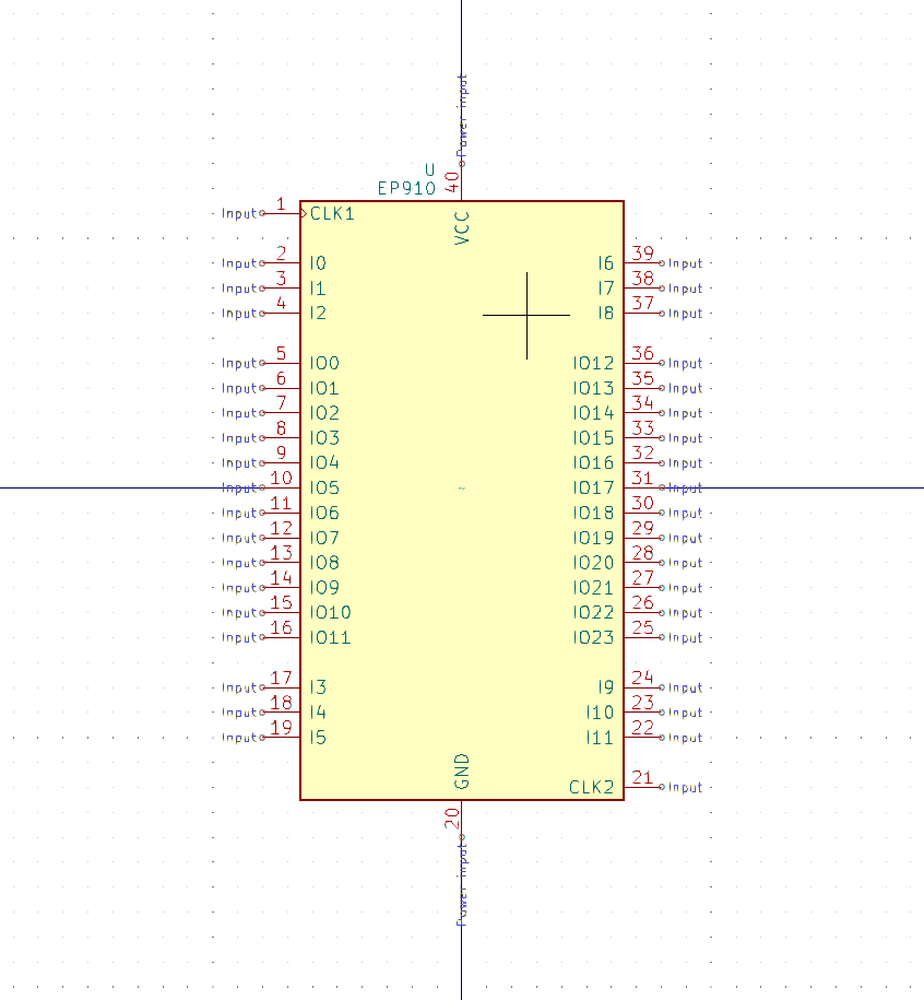 Power input
U
EP910
40
VCC
Input 1 CLK1
Input 2 I0 I6 39 Input
Input 3 I1 I7 38 Input
Input 4 I2 I8 37 Input
Input 5 IO0 IO12 36 Input
Input 6 IO1 IO13 35 Input
Input 7 IO2 IO14 34 Input
Input 8 IO3 IO15 33 Input
Input 9 IO4 IO16 32 Input
Input 10 IO5 ~ IO17 31 Input
Input 11 IO6 IO18 30 Input
Input 12 IO7 IO19 29 Input
Input 13 IO8 IO20 28 Input
Input 14 IO9 IO21 27 Input
Input 15 IO10 IO22 26 Input
Input 16 IO11 IO23 25 Input
Input 17 I3 I9 24 Input
Input 18 I4 I10 23 Input
Input 19 I5 I11 22 Input
GND
CLK2 21 Input
20
Power input